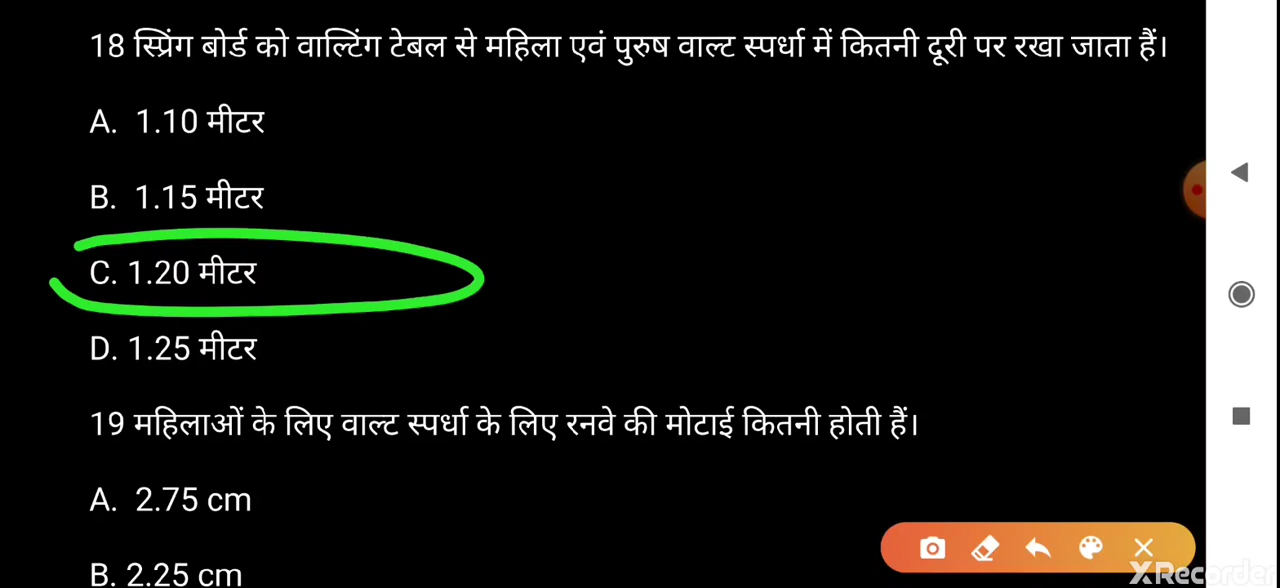 18 स्प्रिंग बोर्ड को वाल्टिंग टेबल से महिला एवं पुरुष वाल्ट स्पर्धा में कितनी दूरी पर रखा जाता हैं।
A. 1.10 मीटर
B. 1.15 मीटर
C. 1.20 मीटर
D. 1.25 मीटर
19 महिलाओं के लिए वाल्ट स्पर्धा के लिए रनवे की मोटाई कितनी होती हैं।
A. 2.75 cm
B. 2.25 cm
XRecorder